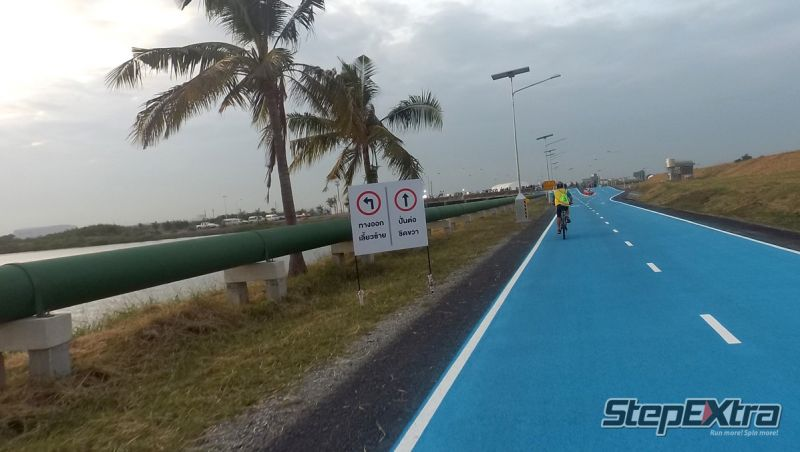 ทางออก
เลี้ยวซ้าย
ปั่นต่อ
ชิดขวา
StepEXtra
Run more! Spin more!